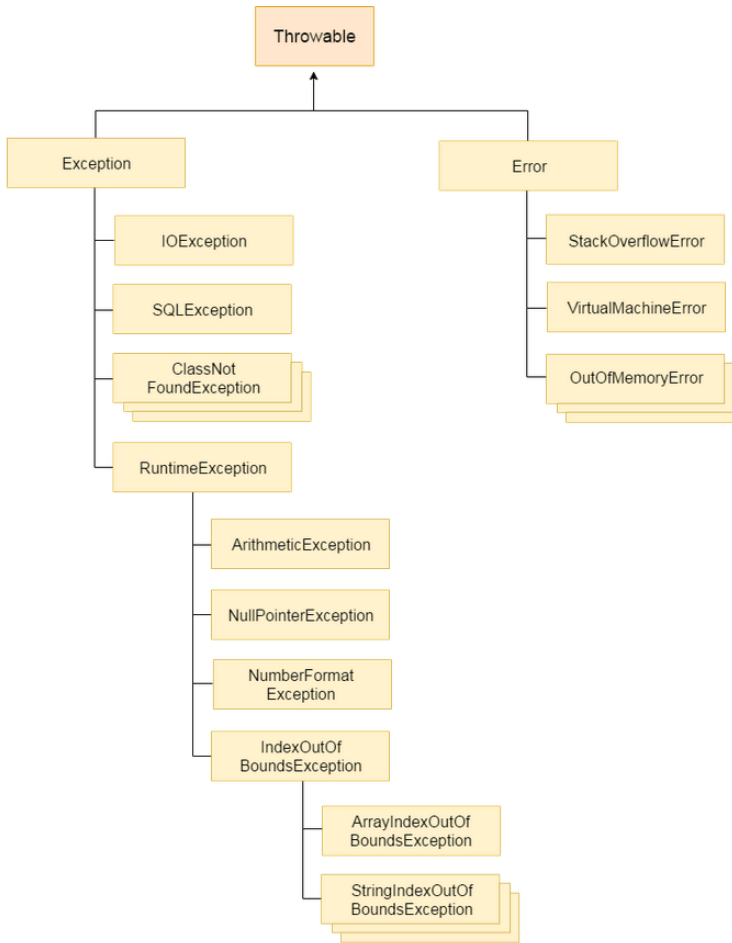 Throwable
Exception
Error
IOException
StackOverflowError
SQLException
VirtualMachineError
ClassNot
FoundException
OutOfMemoryError
RuntimeException
ArithmeticException
NullPointerException
NumberFormat
Exception
IndexOutOf
BoundsException
ArrayIndexOutOf
BoundsException
StringIndexOutOf
BoundsException